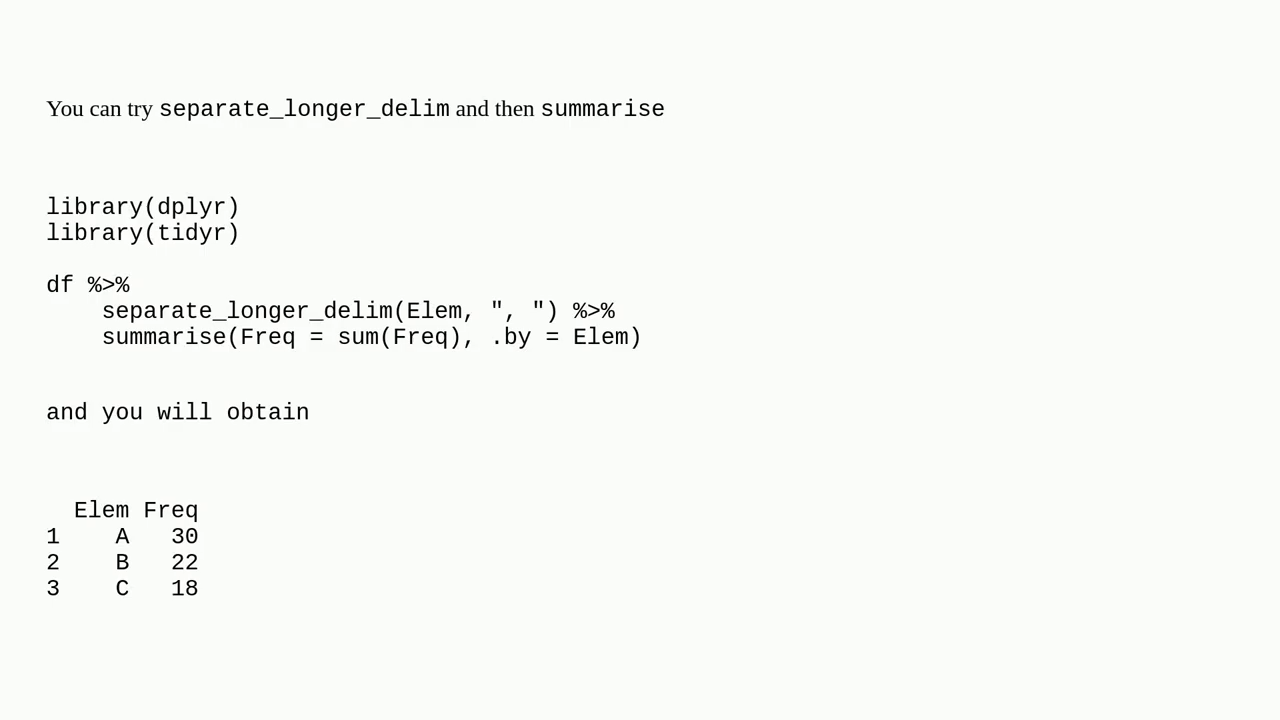 You can try separate_longer_delim and then summarise
library(dplyr)
library(tidyr)
df %>%
    separate_longer_delim(Elem, ", ") %>%
    summarise(Freq = sum(Freq), .by = Elem)
and you will obtain
  Elem Freq
1    A   30
2    B   22
3    C   18